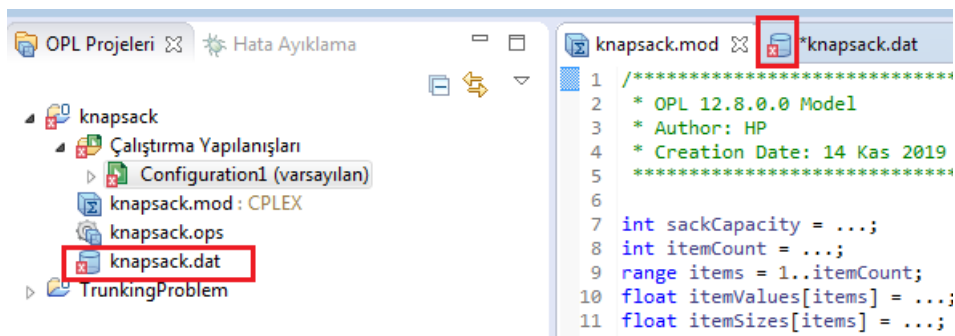 OPL Projeleri Hata Ayıklama
knapsack
Çalıştırma Yapılanışları
Configuration1 (varsayılan)
knapsack.mod : CPLEX
knapsack.ops
knapsack.dat
TrunkingProblem
knapsack.mod *knapsack.dat
1 /*****************************
2 * OPL 12.8.0.0 Model
3 * Author: HP
4 * Creation Date: 14 Kas 2019
5 *****************************
6
7 int sackCapacity = ...;
8 int itemCount = ...;
9 range items = 1..itemCount;
10 float itemValues[items] = ...;
11 float itemSizes[items] = ...;